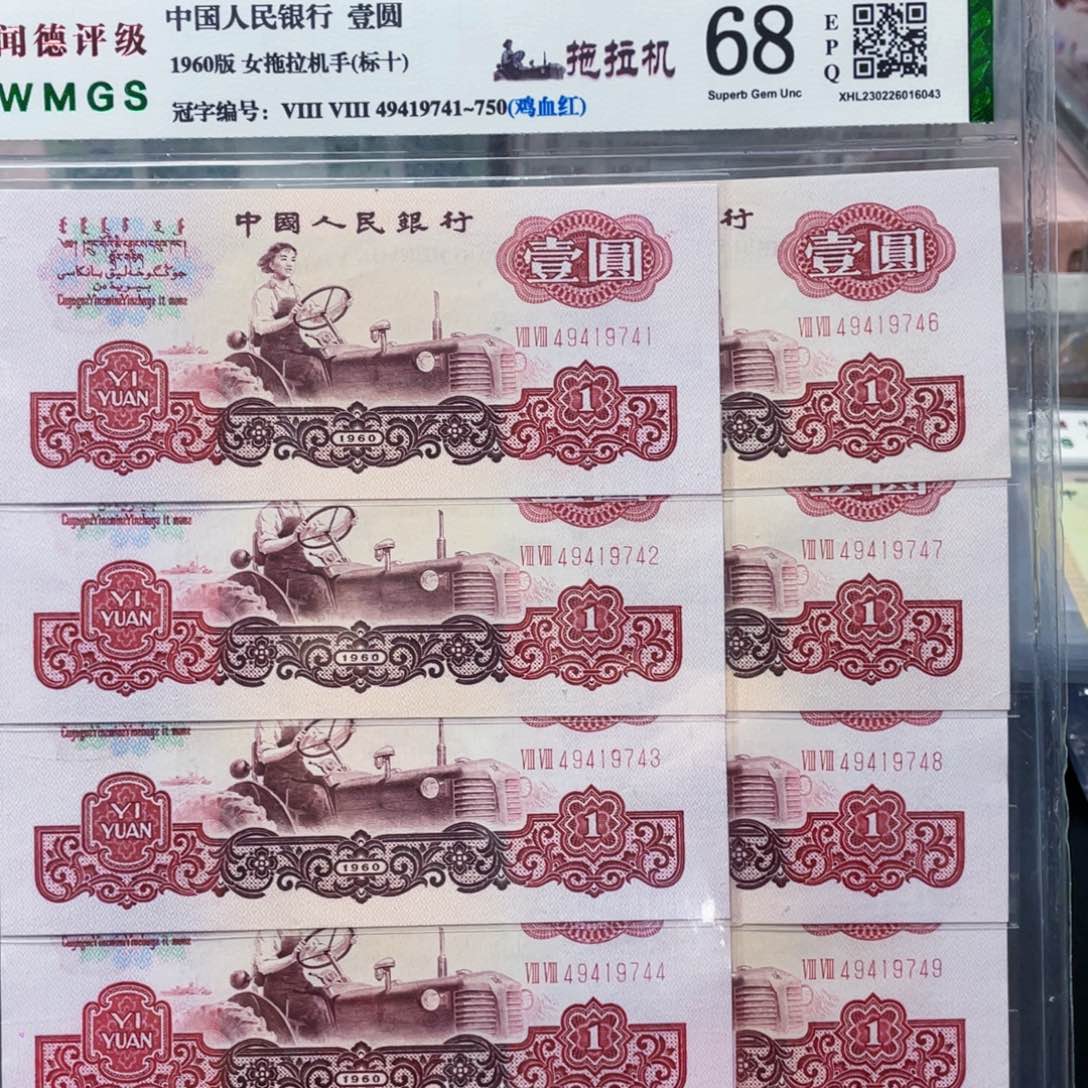 闻德评级
WMGS
中国人民银行 壹圆
1960版 女拖拉机手(标十)
冠字编号：VIII VIII 49419741~750(鸡血红)
拖拉机
68
EPQ
Superb Gem Unc
XHL230226016043
中國人民銀行
壹圓
VIII VIII 49419741
YI
YUAN
1960
1
行
壹圓
VIII VIII 49419746
1
VIII VIII 49419742
YI
YUAN
1960
1
VIII VIII 49419747
1
VIII VIII 49419743
YI
YUAN
1960
1
VIII VIII 49419748
1
VIII VIII 49419744
YI
YUAN
1960
1
VIII VIII 49419749
1